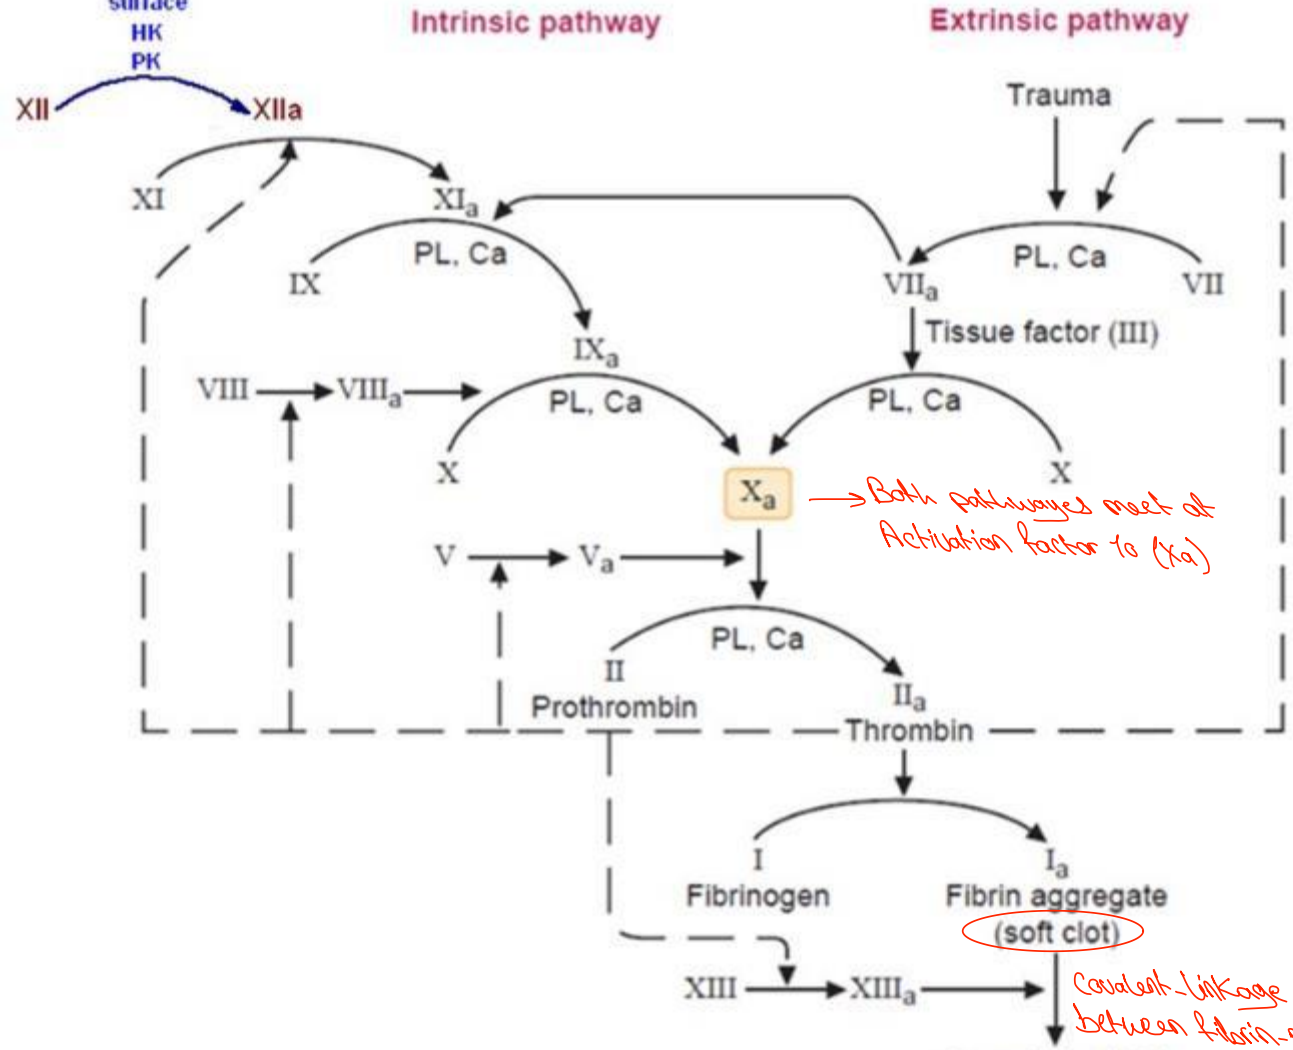 surface
HK
PK
Intrinsic pathway
Extrinsic pathway
XII
XIIa
Trauma
XI
XIa
PL, Ca
PL, Ca
IX
VIIa
VII
Tissue factor (III)
IXa
VIII
VIIIa
PL, Ca
PL, Ca
X
X
Xa
Both pathways meet at
Activation factor to (Xa)
V
Va
PL, Ca
II
Prothrombin
IIa
Thrombin
I
Fibrinogen
Ia
Fibrin aggregate
(soft clot)
XIII
XIIIa
Covalent-linkage
between fibrin-